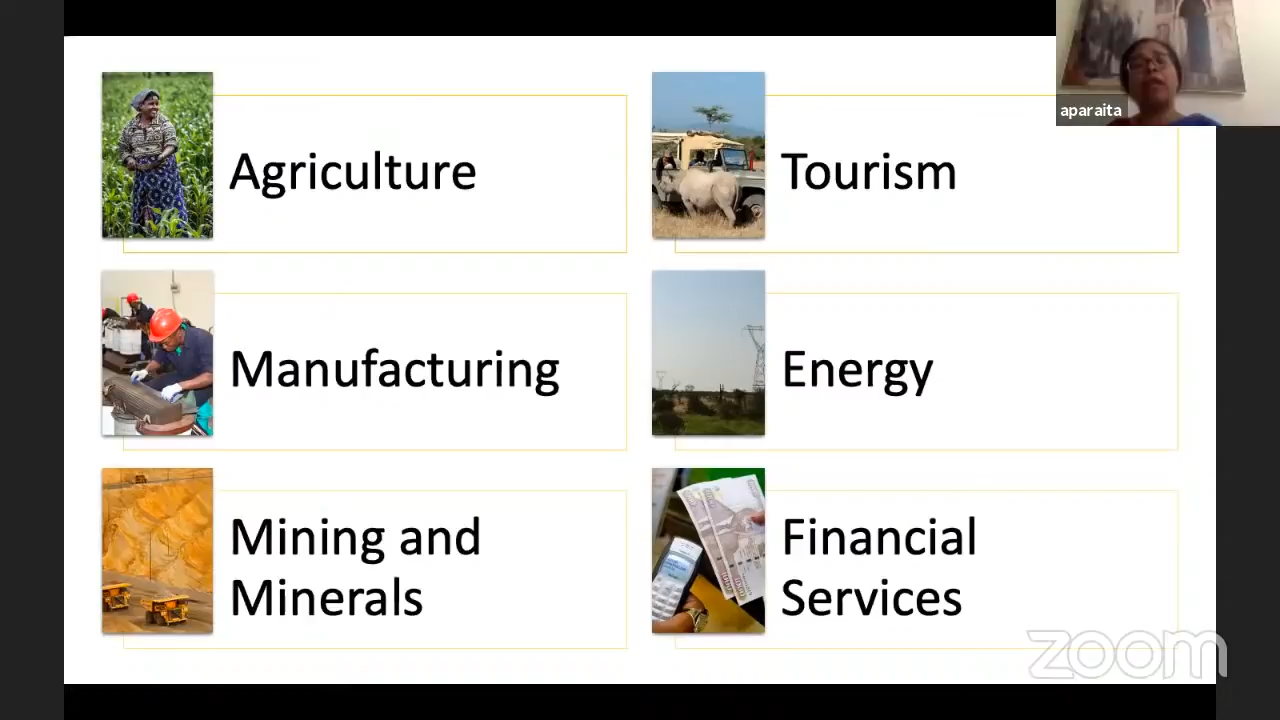 aparaita
Agriculture
Tourism
Manufacturing
Energy
Mining and
Minerals
Financial
Services
zoom